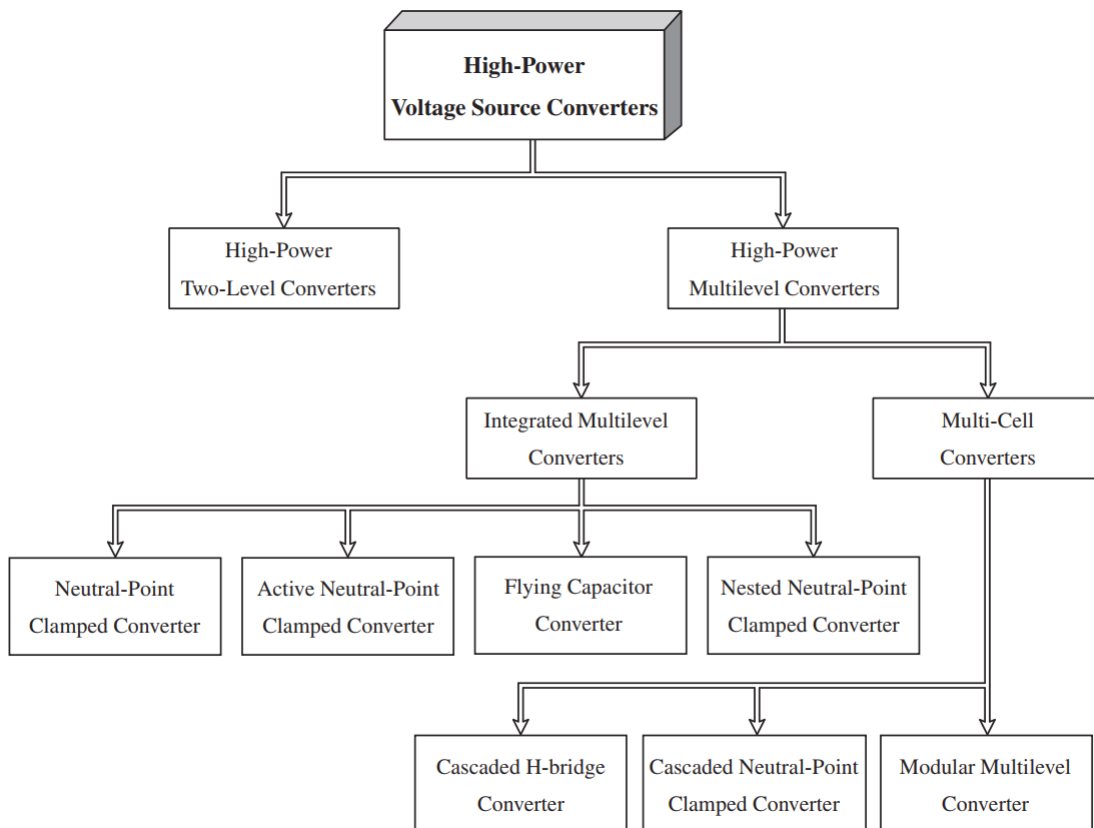 High-Power
Voltage Source Converters
High-Power
Two-Level Converters
High-Power
Multilevel Converters
Integrated Multilevel
Converters
Multi-Cell
Converters
Neutral-Point
Clamped Converter
Active Neutral-Point
Clamped Converter
Flying Capacitor
Converter
Nested Neutral-Point
Clamped Converter
Cascaded H-bridge
Converter
Cascaded Neutral-Point
Clamped Converter
Modular Multilevel
Converter